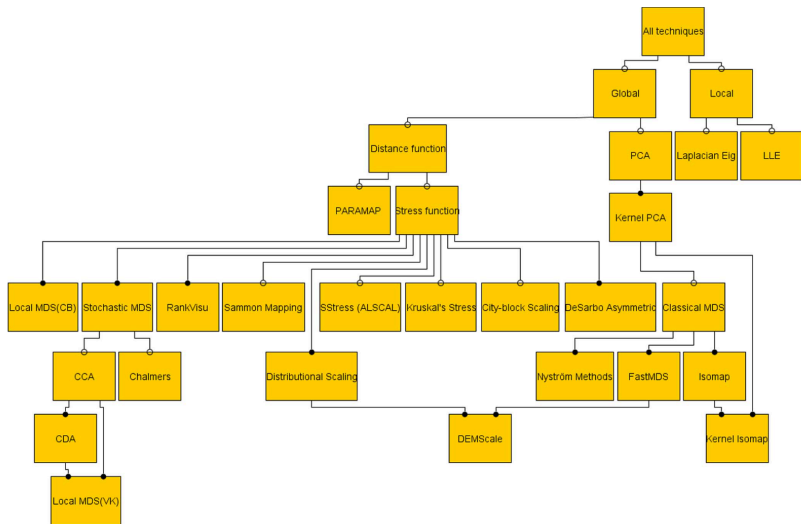 All techniques
Global
Local
Distance function
PCA
Laplacian Eig
LLE
PARAMAP
Stress function
Kernel PCA
Local MDS(CB)
Stochastic MDS
RankVisu
Sammon Mapping
SStress (ALSCAL)
Kruskal's Stress
City-block Scaling
DeSarbo Asymmetric
Classical MDS
CCA
Chalmers
Distributional Scaling
Nyström Methods
FastMDS
Isomap
CDA
DEMScale
Kernel Isomap
Local MDS(VK)